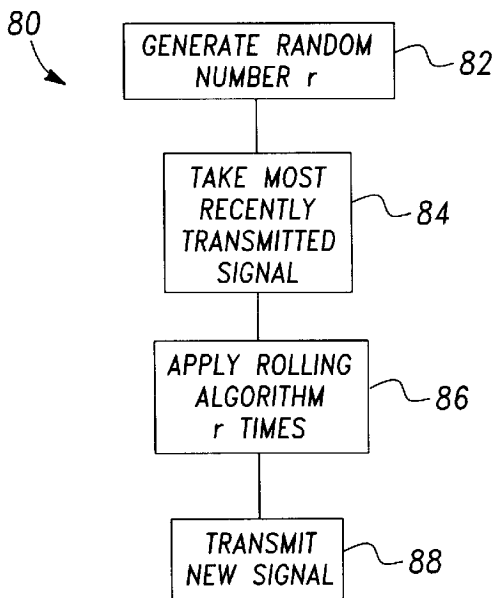 80
GENERATE RANDOM
NUMBER r
82
TAKE MOST
RECENTLY
TRANSMITTED
SIGNAL
84
APPLY ROLLING
ALGORITHM
r TIMES
86
TRANSMIT
NEW SIGNAL
88